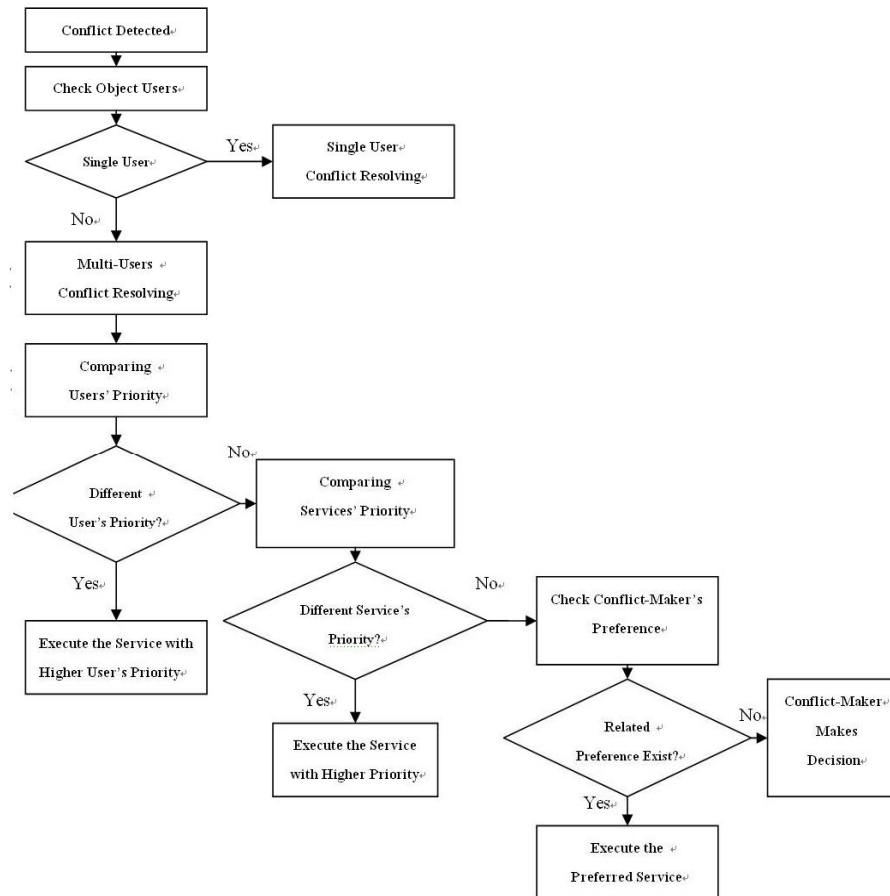 Conflict Detected
Check Object Users
Single User
Yes
Single User
Conflict Resolving
No
Multi-Users
Conflict Resolving
Comparing
Users' Priority
Different
User's Priority?
No
Comparing
Services' Priority
Yes
Execute the Service with
Higher User's Priority
Different Service's
Priority?
No
Check Conflict-Maker's
Preference
Yes
Execute the Service
with Higher Priority
Related
Preference Exist?
No
Conflict-Maker
Makes
Decision
Yes
Execute the
Preferred Service